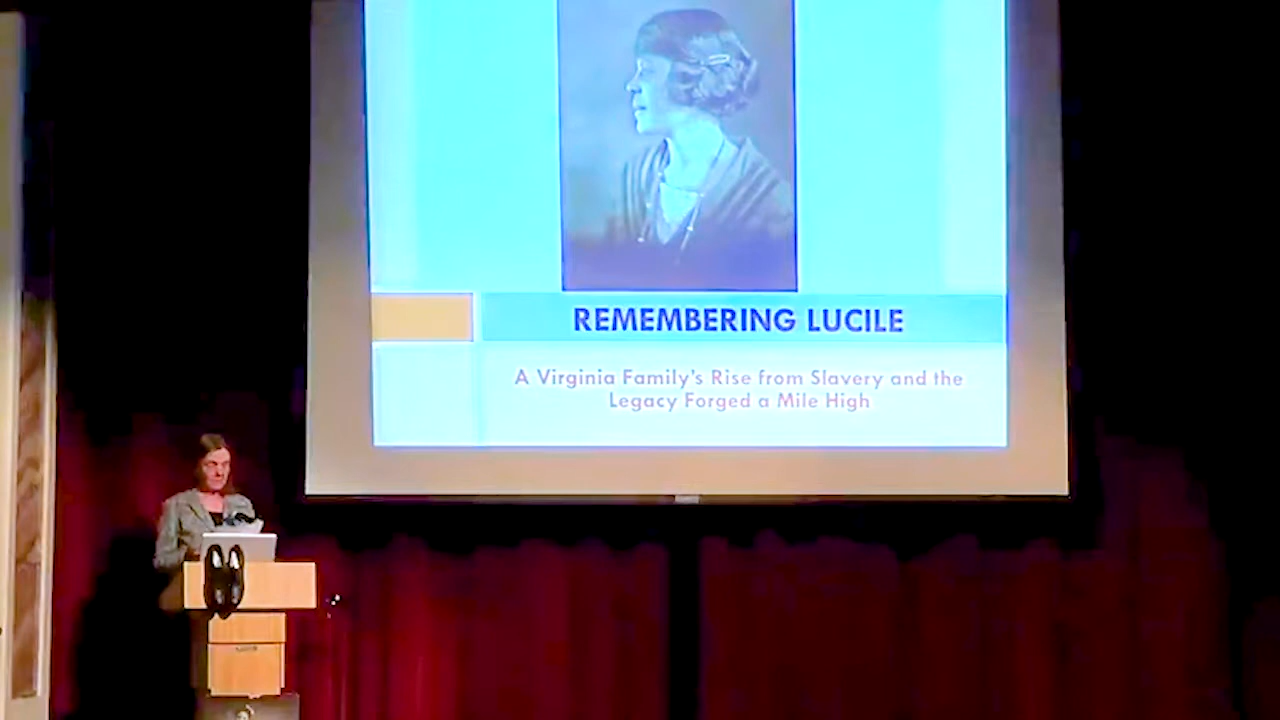 REMEMBERING LUCILE
A Virginia Family's Rise from Slavery and the
Legacy Forged a Mile High